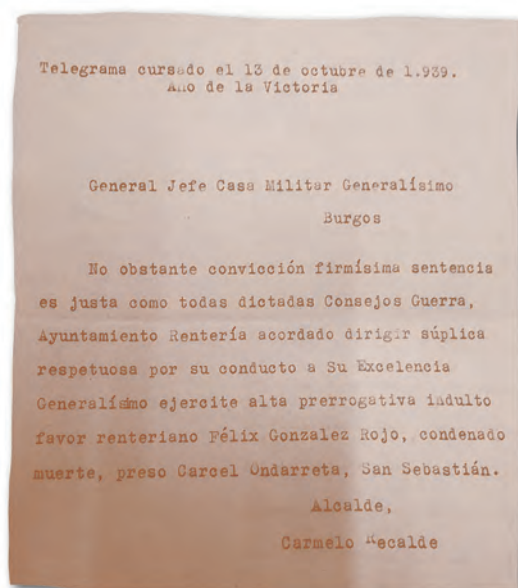 Telegrama cursado el 13 de octubre de 1.939.
Año de la Victoria
General Jefe Casa Militar Generalísimo
Burgos
No obstante convicción firmísima sentencia
es justa como todas dictadas Consejos Guerra,
Ayuntamiento Rentería acordado dirigir súplica
respetuosa por su conducto a Su Excelencia
Generalísimo ejercite alta prerrogativa indulto
favor renteriano Félix Gonzalez Rojo, condenado
muerte, preso Carcel Ondarreta, San Sebastián.
Alcalde,
Carmelo Recalde